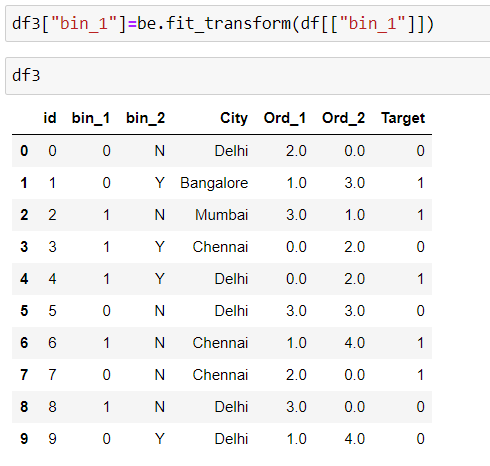 df3["bin_1"]=be.fit_transform(df[["bin_1"]])
df3
id bin_1 bin_2 City Ord_1 Ord_2 Target
0 0 0 N Delhi 2.0 0.0 0
1 1 0 Y Bangalore 1.0 3.0 1
2 2 1 N Mumbai 3.0 1.0 1
3 3 1 Y Chennai 0.0 2.0 0
4 4 1 Y Delhi 0.0 2.0 1
5 5 0 N Delhi 3.0 3.0 0
6 6 1 N Chennai 1.0 4.0 1
7 7 0 N Chennai 2.0 0.0 1
8 8 1 N Delhi 3.0 0.0 0
9 9 0 Y Delhi 1.0 4.0 0